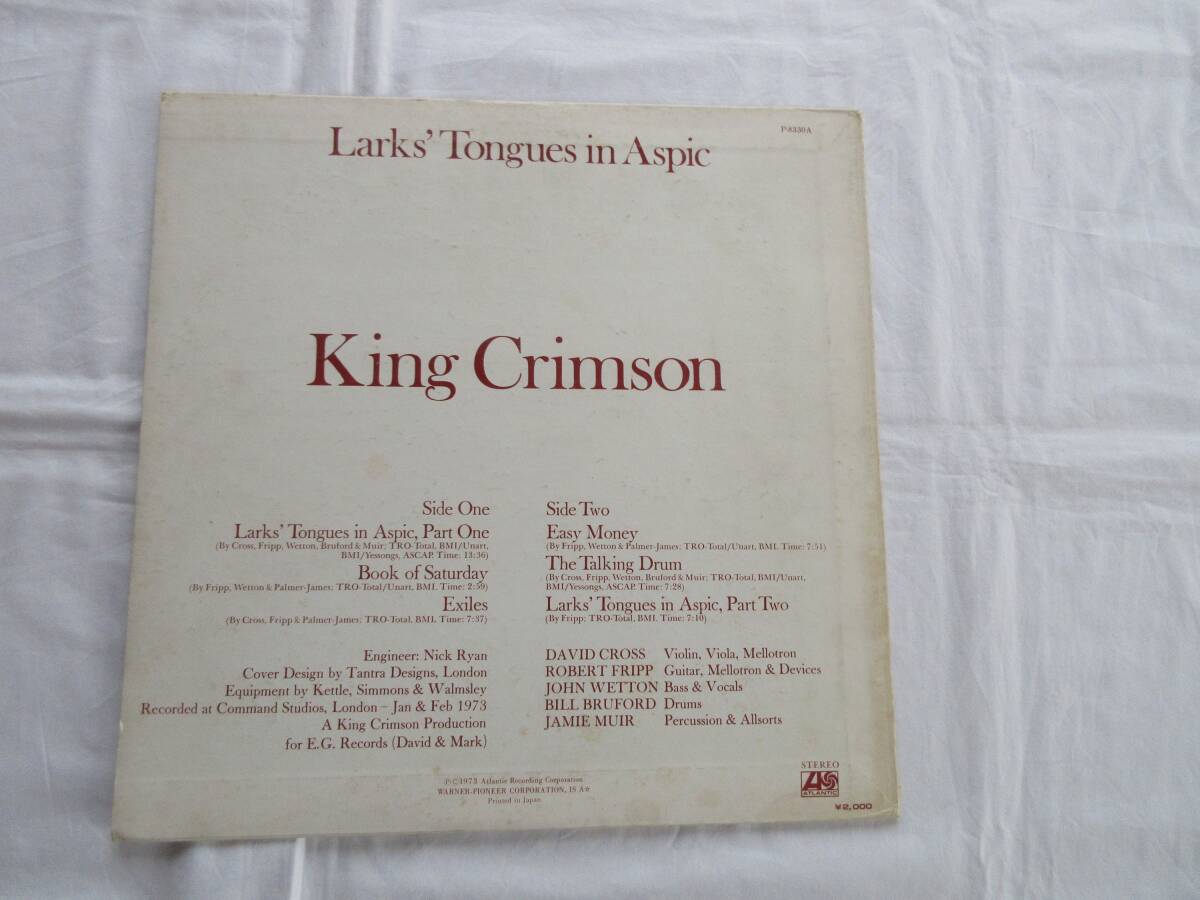 P-8330A
Larks' Tongues in Aspic
King Crimson
Side One
Larks' Tongues in Aspic, Part One
(By Cross, Fripp, Wetton, Bruford & Muir; TRO-Total, BMI/Unart,
BMI/Yessongs, ASCAP. Time: 13:36)
Book of Saturday
(By Fripp, Wetton & Palmer-James; TRO-Total/Unart, BMI. Time: 2:59)
Exiles
(By Cross, Fripp & Palmer-James; TRO-Total, BMI. Time: 7:37)
Side Two
Easy Money
(By Fripp, Wetton & Palmer-James; TRO-Total/Unart, BMI. Time: 7:51)
The Talking Drum
(By Cross, Fripp, Wetton, Bruford & Muir; TRO-Total, BMI/Unart,
BMI/Yessongs, ASCAP. Time: 7:28)
Larks' Tongues in Aspic, Part Two
(By Fripp; TRO-Total, BMI. Time: 7:10)
Engineer: Nick Ryan
Cover Design by Tantra Designs, London
Equipment by Kettle, Simmons & Walmsley
Recorded at Command Studios, London – Jan & Feb 1973
A King Crimson Production
for E.G. Records (David & Mark)
DAVID CROSS Violin, Viola, Mellotron
ROBERT FRIPP Guitar, Mellotron & Devices
JOHN WETTON Bass & Vocals
BILL BRUFORD Drums
JAMIE MUIR Percussion & Allsorts
℗©1973 Atlantic Recording Corporation
WARNER-PIONEER CORPORATION, IS A☆
Printed in Japan
STEREO
ATLANTIC
¥2,000